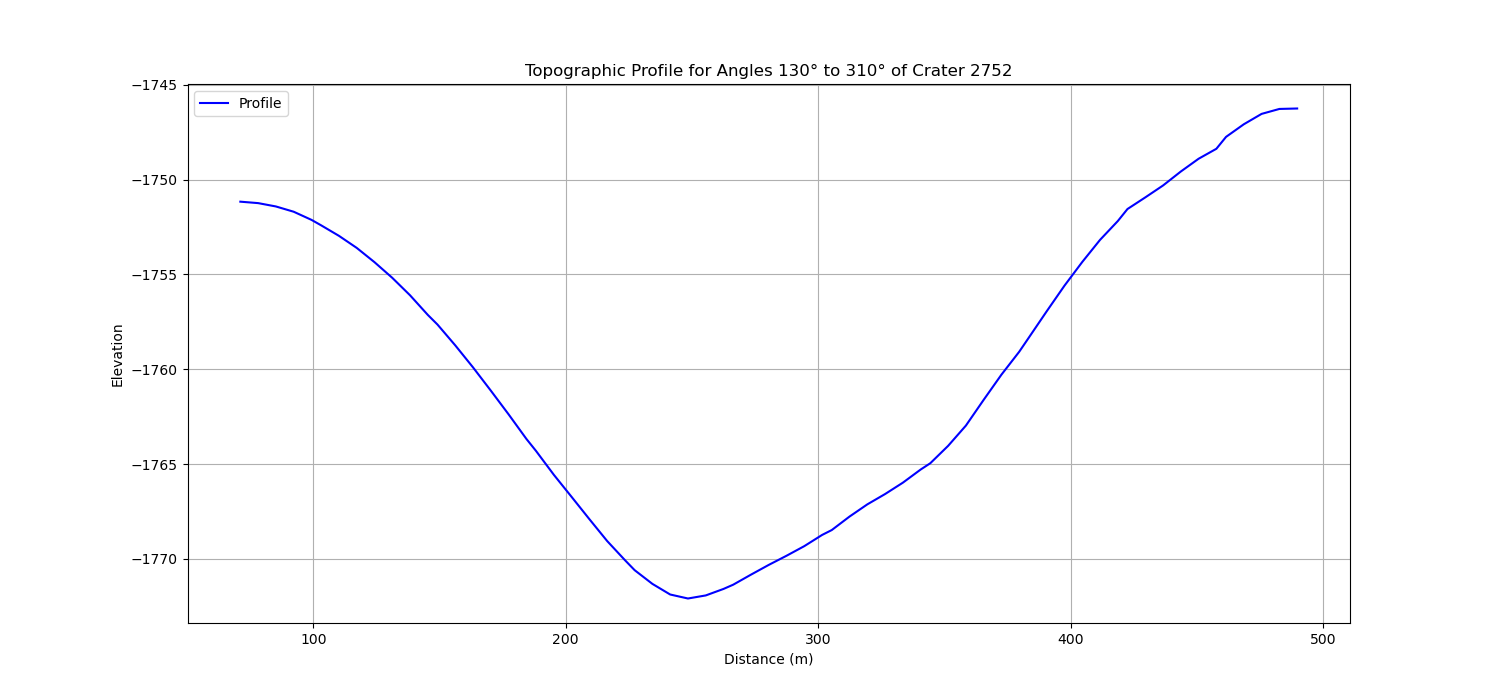 Topographic Profile for Angles 130° to 310° of Crater 2752
Profile
Elevation
−1745
−1750
−1755
−1760
−1765
−1770
100
200
300
400
500
Distance (m)